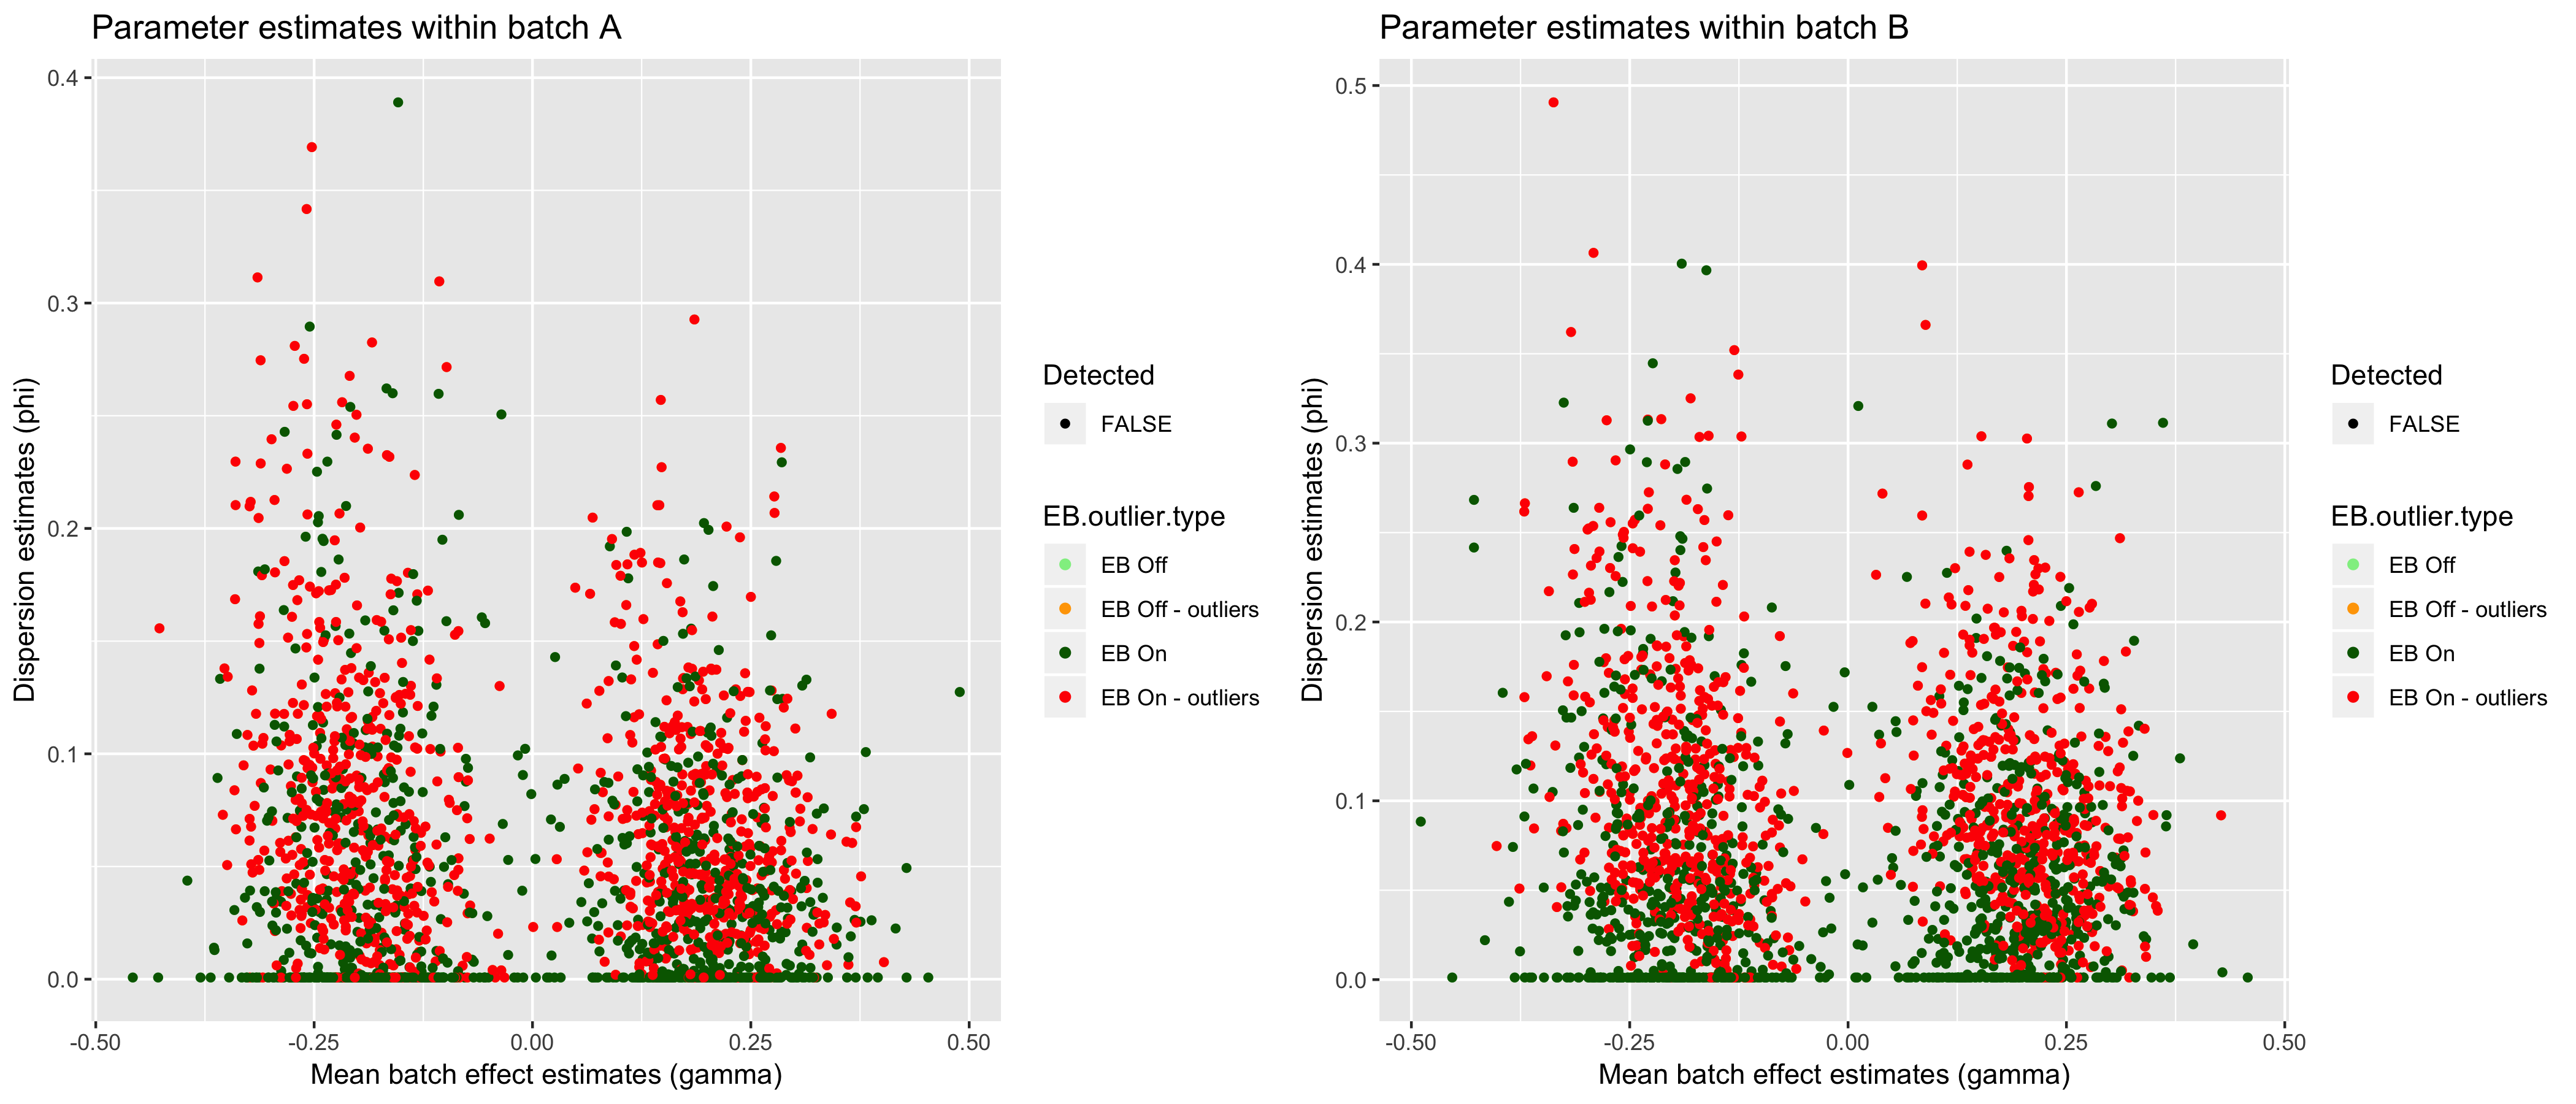 Parameter estimates within batch A
0.4
0.3
0.2
0.1
0.0
Dispersion estimates (phi)
-0.50
-0.25
0.00
0.25
0.50
Mean batch effect estimates (gamma)
Detected
FALSE
EB.outlier.type
EB Off
EB Off - outliers
EB On
EB On - outliers
Parameter estimates within batch B
0.5
0.4
0.3
0.2
0.1
0.0
Dispersion estimates (phi)
-0.50
-0.25
0.00
0.25
0.50
Mean batch effect estimates (gamma)
Detected
FALSE
EB.outlier.type
EB Off
EB Off - outliers
EB On
EB On - outliers